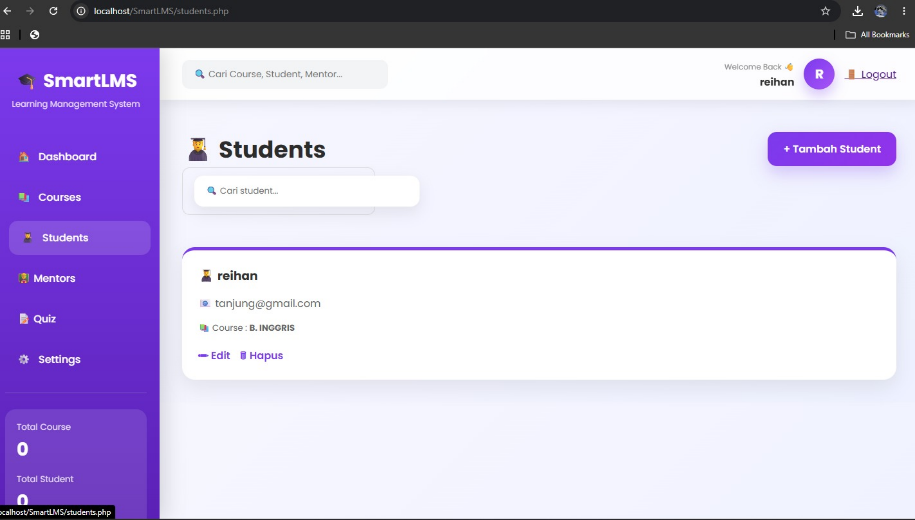 localhost/SmartLMS/students.php
All Bookmarks
SmartLMS
Learning Management System
Dashboard
Courses
Students
Mentors
Quiz
Settings
Total Course
0
Total Student
0
ocalhost/SmartLMS/students.php
Cari Course, Student, Mentor...
Welcome Back
reihan
R
Logout
Students
+ Tambah Student
Cari student...
reihan
tanjung@gmail.com
Course : B. INGGRIS
Edit Hapus